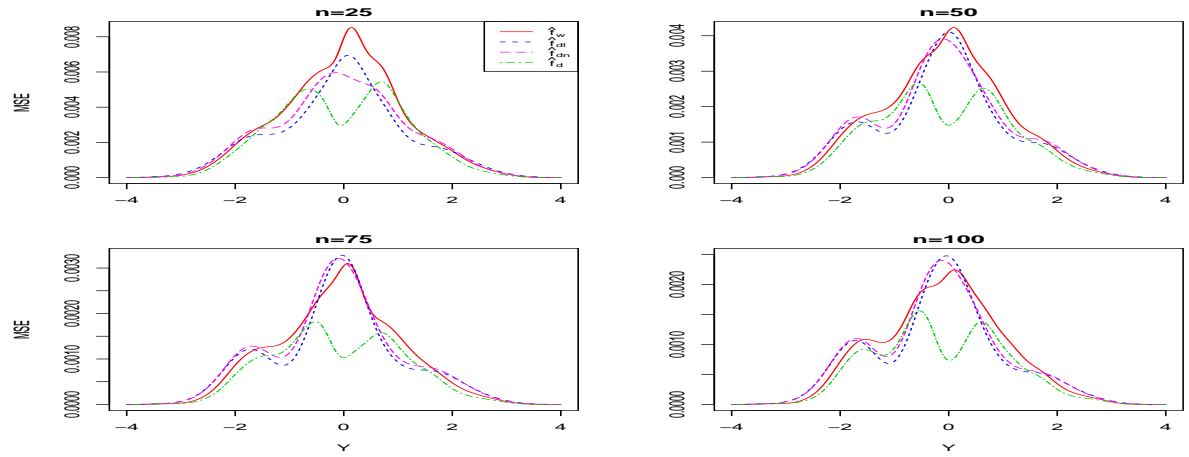 n=25
MSE
0.000 0.002 0.004 0.006 0.008
−4 −2 0 2 4
f̂w
f̂dl
f̂dn
f̂d
n=50
0.000 0.001 0.002 0.003 0.004
−4 −2 0 2 4
n=75
MSE
0.0000 0.0010 0.0020 0.0030
−4 −2 0 2 4
Y
n=100
0.0000 0.0010 0.0020
−4 −2 0 2 4
Y